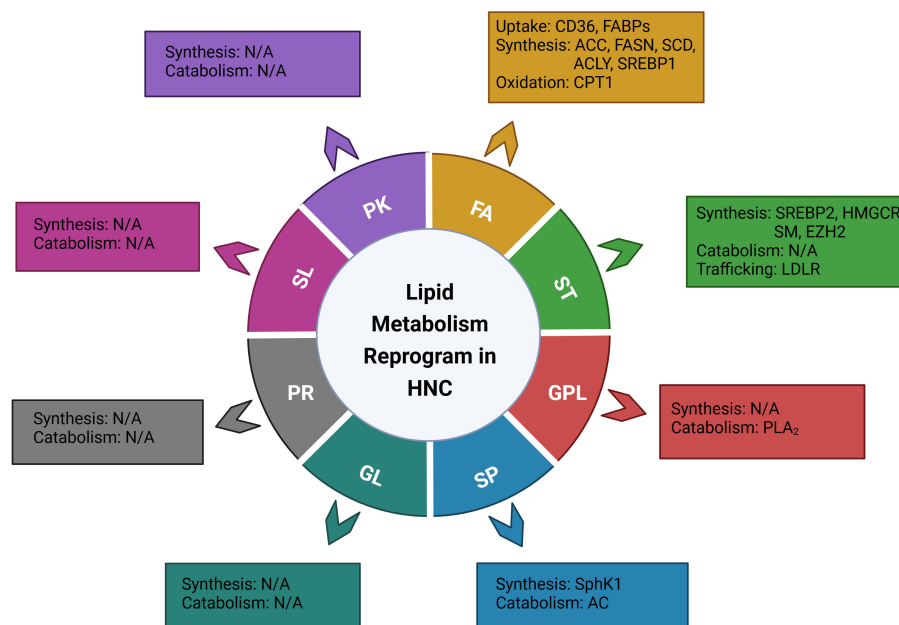 Synthesis: N/A
Catabolism: N/A
Uptake: CD36, FABPs
Synthesis: ACC, FASN, SCD,
ACLY, SREBP1
Oxidation: CPT1
PK
FA
Synthesis: N/A
Catabolism: N/A
SL
ST
Synthesis: SREBP2, HMGCR
SM, EZH2
Catabolism: N/A
Trafficking: LDLR
Lipid
Metabolism
Reprogram in
HNC
PR
GPL
Synthesis: N/A
Catabolism: N/A
Synthesis: N/A
Catabolism: PLA₂
GL
SP
Synthesis: N/A
Catabolism: N/A
Synthesis: SphK1
Catabolism: AC